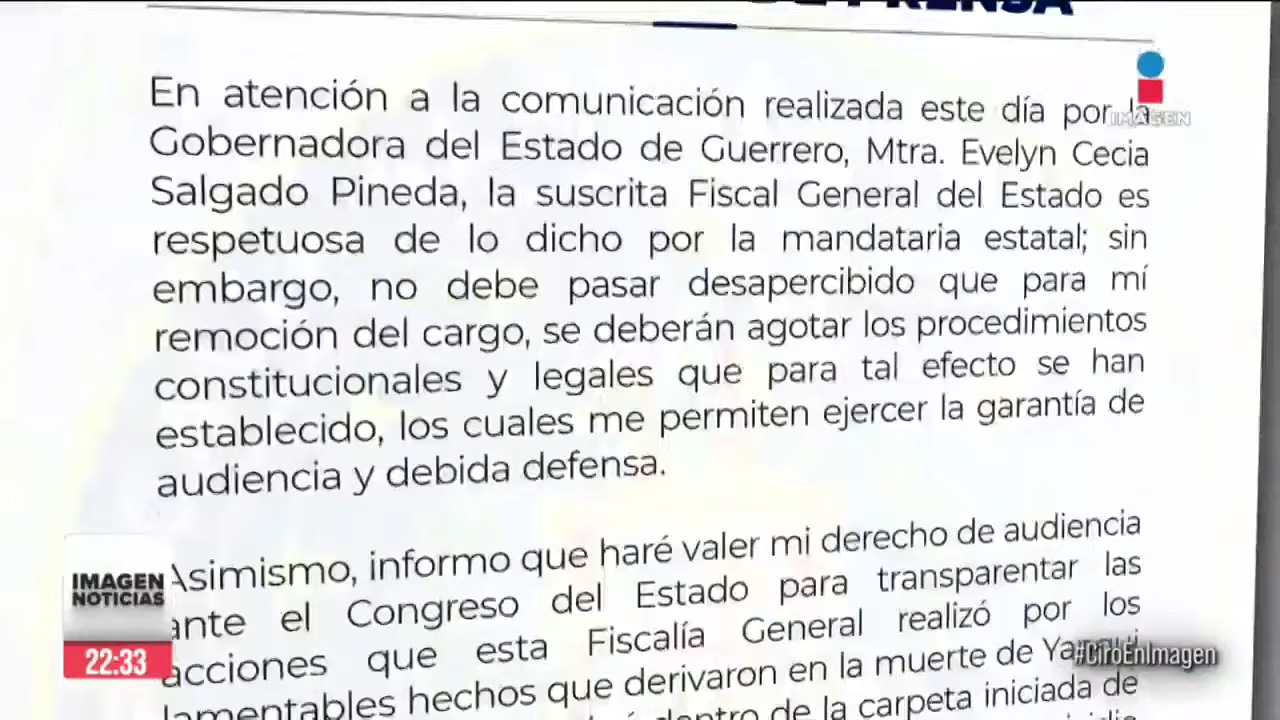 PRENSA
En atención a la comunicación realizada este día por la
Gobernadora del Estado de Guerrero, Mtra. Evelyn Cecia
Salgado Pineda, la suscrita Fiscal General del Estado es
respetuosa de lo dicho por la mandataria estatal; sin
embargo, no debe pasar desapercibido que para mí
remoción del cargo, se deberán agotar los procedimientos
constitucionales y legales que para tal efecto se han
establecido, los cuales me permiten ejercer la garantía de
audiencia y debida defensa.
Asimismo, informo que haré valer mi derecho de audiencia
ante el Congreso del Estado para transparentar las
acciones que esta Fiscalía General realizó por los
lamentables hechos que derivaron en la muerte de
dentro de la carpeta iniciada de
IMAGEN
IMAGEN
NOTICIAS
22:33
#CiroEnImagen